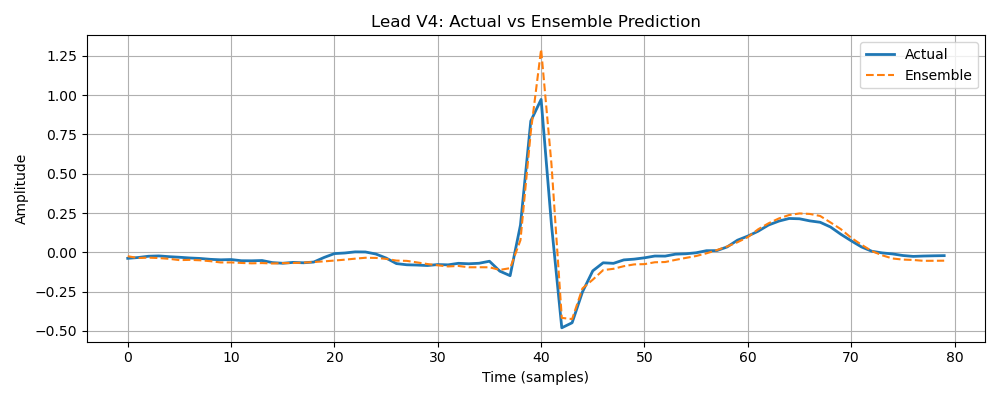 Lead V4: Actual vs Ensemble Prediction
Actual
Ensemble
Amplitude
1.25
1.00
0.75
0.50
0.25
0.00
−0.25
−0.50
0 10 20 30 40 50 60 70 80
Time (samples)